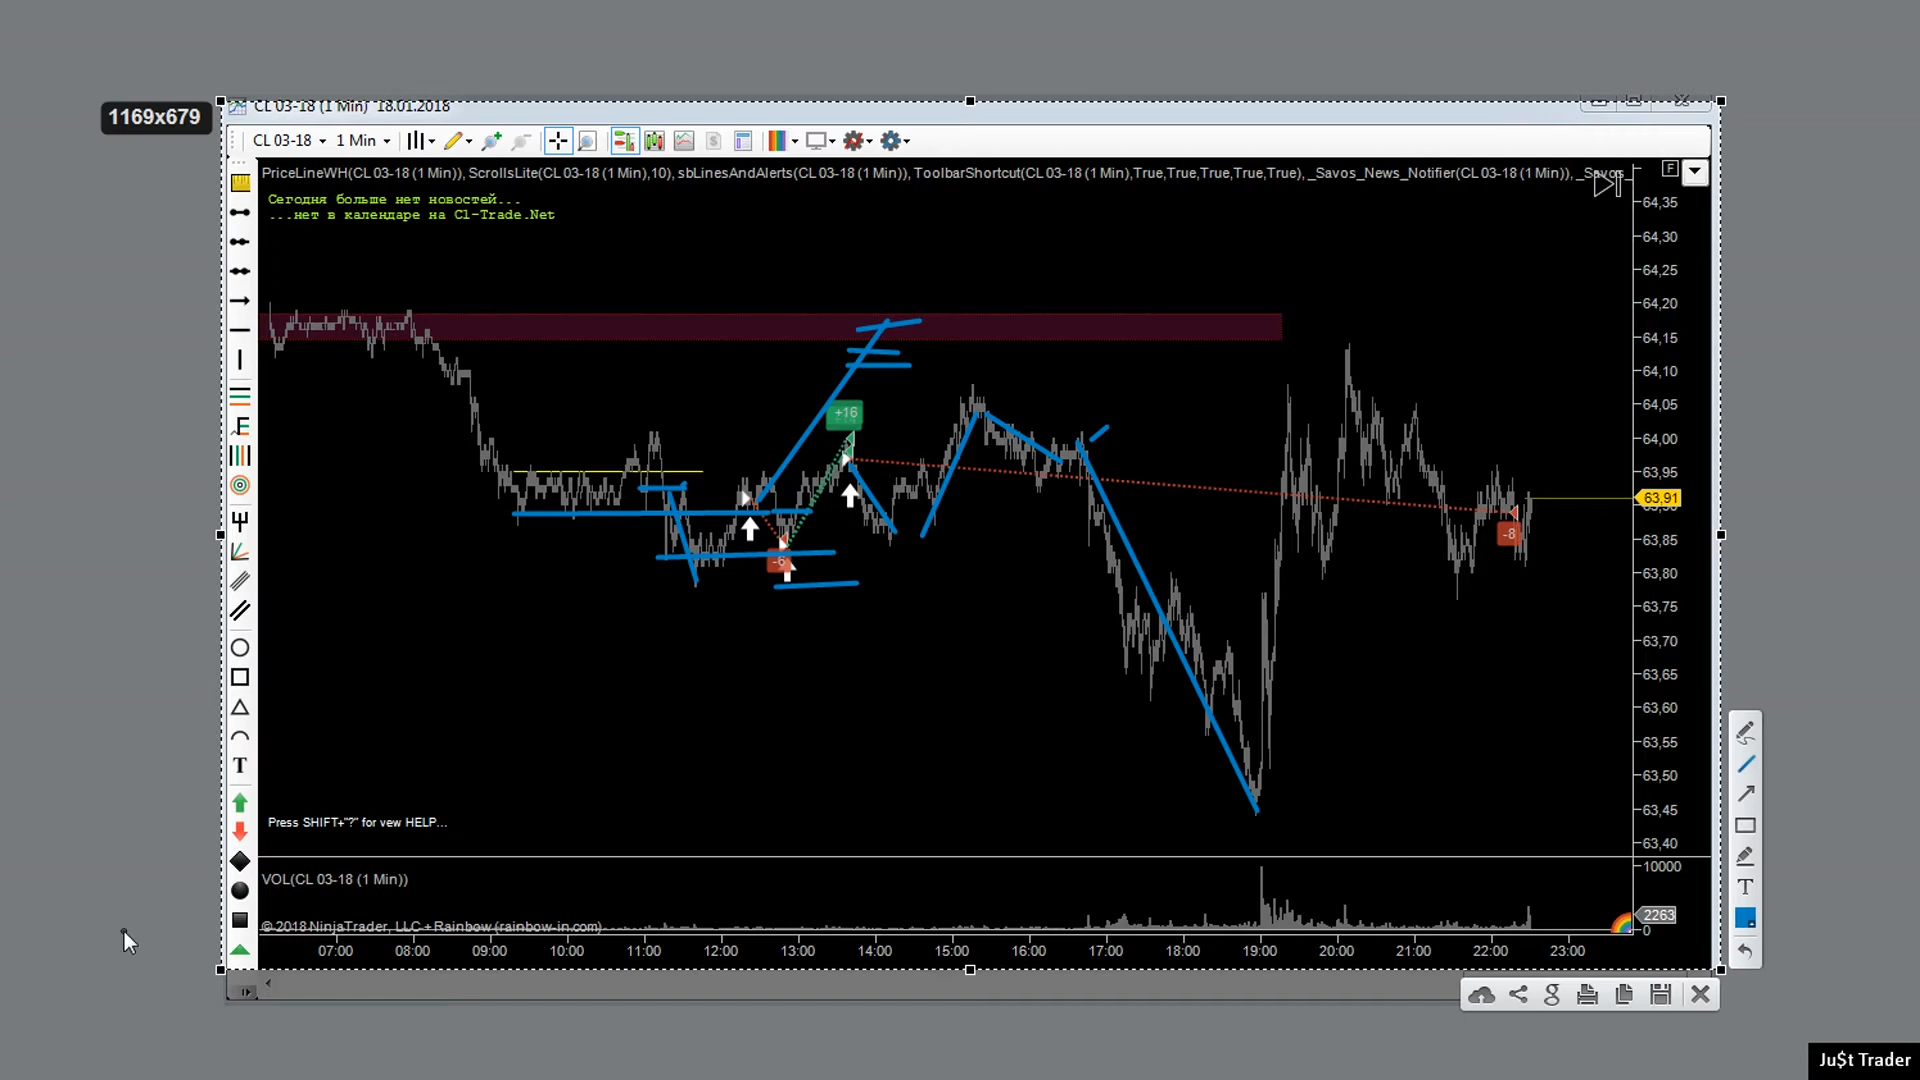 1169x679
CL 03-18 (1 Min) 18.01.2018
CL 03-18 1 Min
PriceLineWH(CL 03-18 (1 Min)), ScrollsLite(CL 03-18 (1 Min),10), sbLinesAndAlerts(CL 03-18 (1 Min)), ToolbarShortcut(CL 03-18 (1 Min),True,True,True,True,True), _Savos_News_Notifier(CL 03-18 (1 Min)), _Savos_
F
Сегодня больше нет новостей...
...нет в календаре на Cl-Trade.Net
64,35
64,30
64,25
64,20
64,15
64,10
64,05
64,00
63,95
63,91
63,85
63,80
63,75
63,70
63,65
63,60
63,55
63,50
63,45
63,40
+16
-6
-8
T
Press SHIFT+"?" for vew HELP...
VOL(CL 03-18 (1 Min))
10000
2263
0
© 2018 NinjaTrader, LLC + Rainbow (rainbow-in.com)
07:00 08:00 09:00 10:00 11:00 12:00 13:00 14:00 15:00 16:00 17:00 18:00 19:00 20:00 21:00 22:00 23:00
T
Ju$t Trader